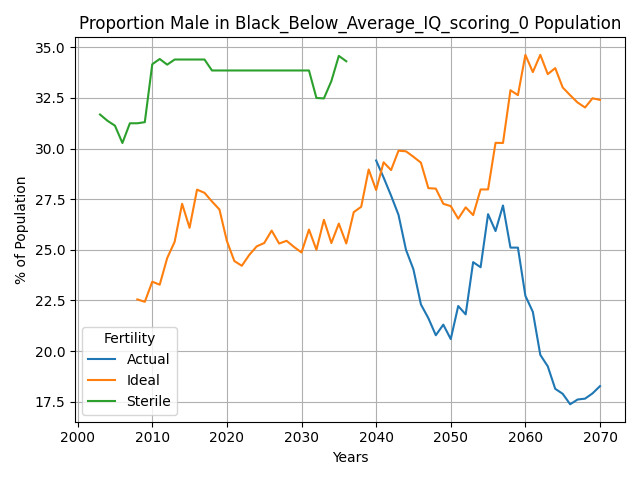 Proportion Male in Black_Below_Average_IQ_scoring_0 Population
% of Population
35.0
32.5
30.0
27.5
25.0
22.5
20.0
17.5
Fertility
Actual
Ideal
Sterile
2000 2010 2020 2030 2040 2050 2060 2070
Years